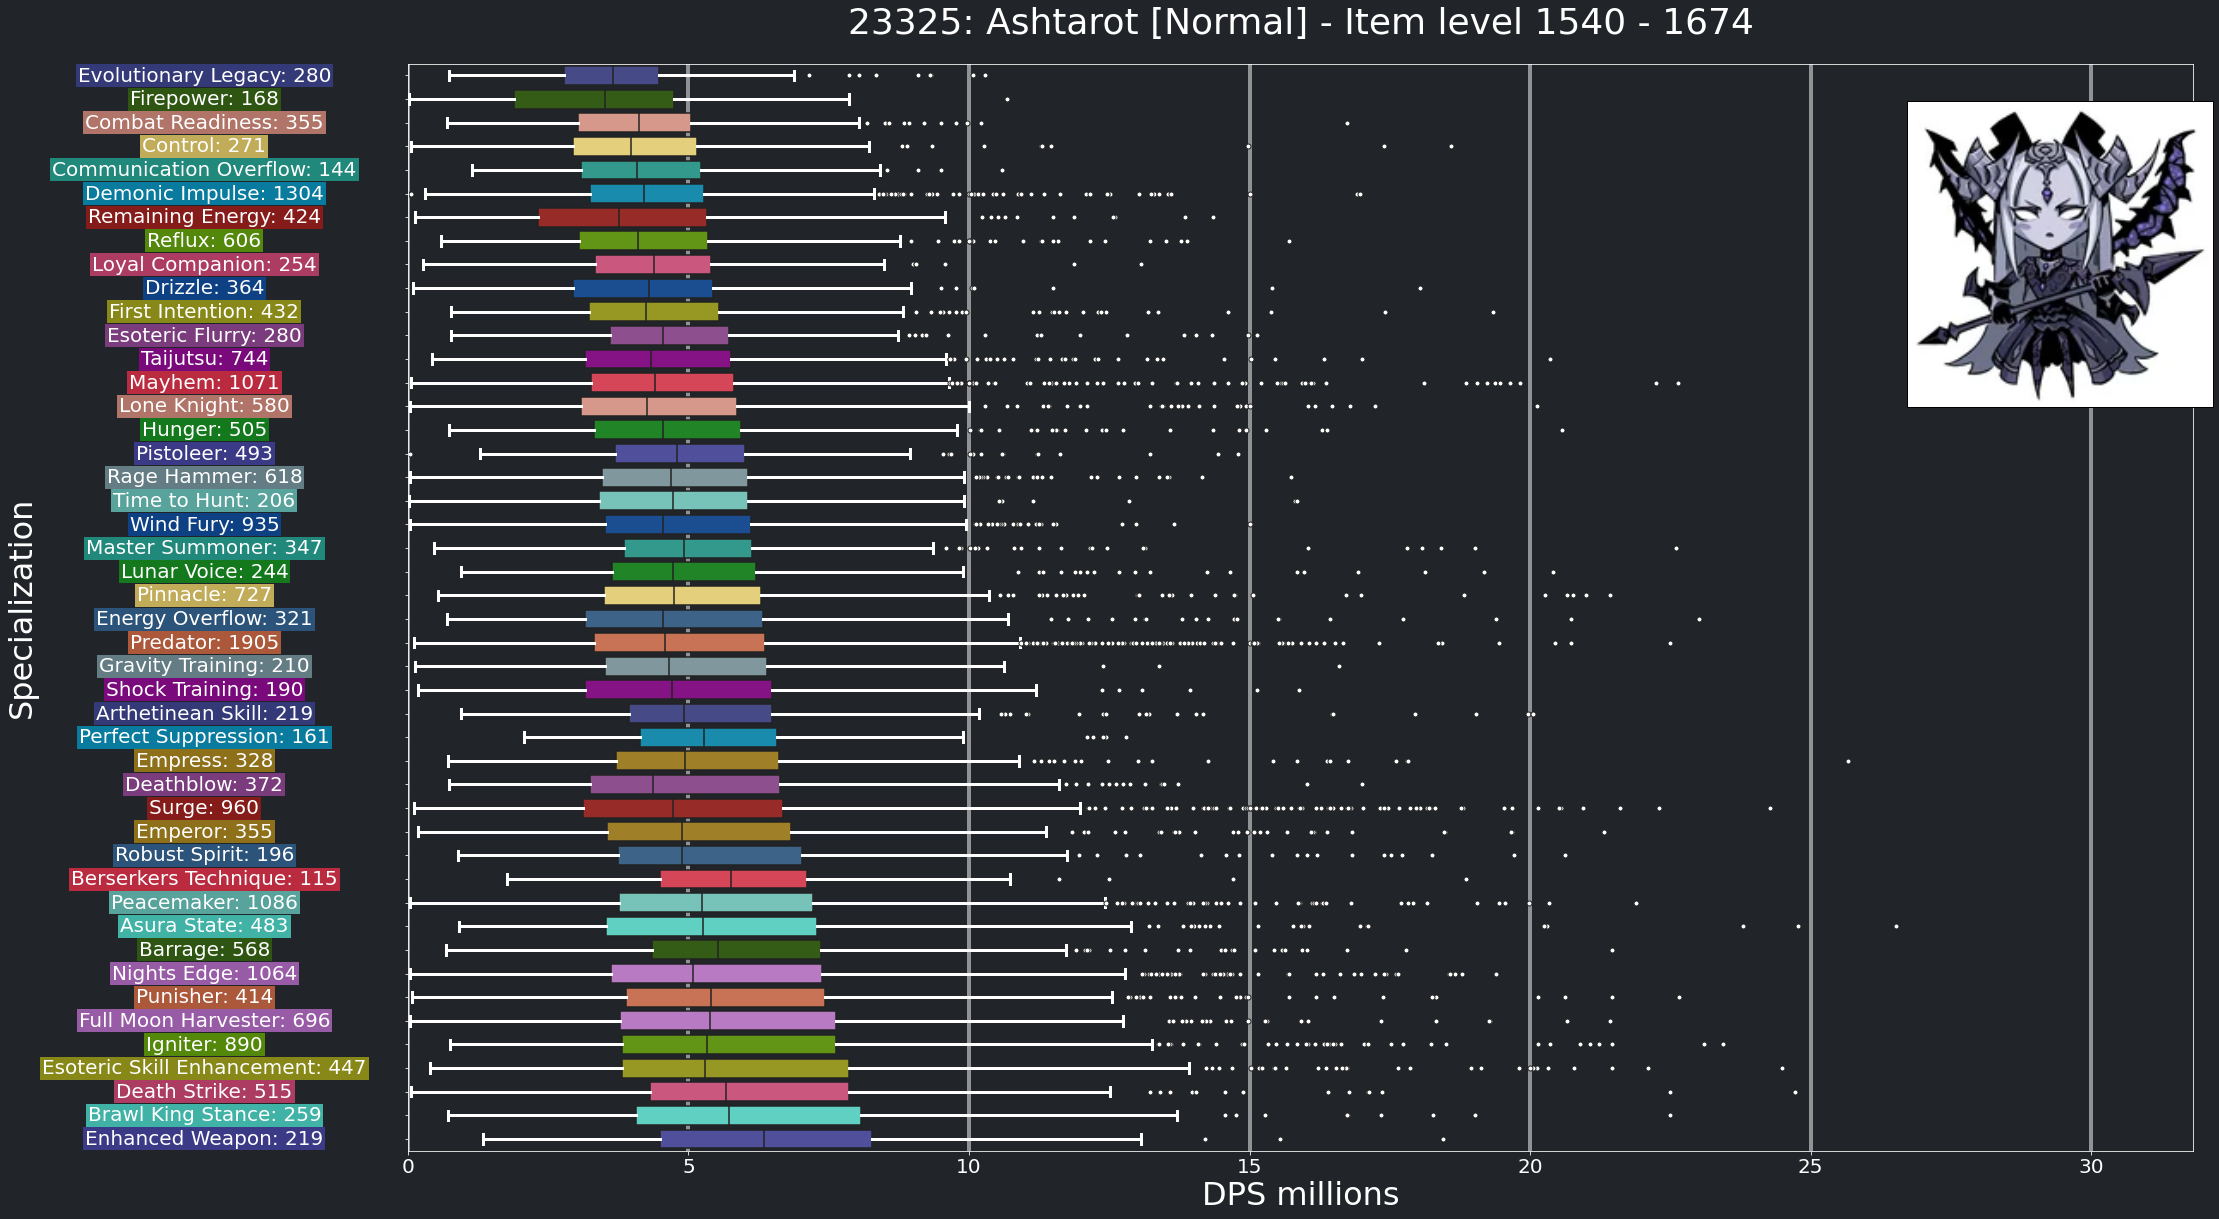 23325: Ashtarot [Normal] - Item level 1540 - 1674
Specialization
Evolutionary Legacy: 280
Firepower: 168
Combat Readiness: 355
Control: 271
Communication Overflow: 144
Demonic Impulse: 1304
Remaining Energy: 424
Reflux: 606
Loyal Companion: 254
Drizzle: 364
First Intention: 432
Esoteric Flurry: 280
Taijutsu: 744
Mayhem: 1071
Lone Knight: 580
Hunger: 505
Pistoleer: 493
Rage Hammer: 618
Time to Hunt: 206
Wind Fury: 935
Master Summoner: 347
Lunar Voice: 244
Pinnacle: 727
Energy Overflow: 321
Predator: 1905
Gravity Training: 210
Shock Training: 190
Arthetinean Skill: 219
Perfect Suppression: 161
Empress: 328
Deathblow: 372
Surge: 960
Emperor: 355
Robust Spirit: 196
Berserkers Technique: 115
Peacemaker: 1086
Asura State: 483
Barrage: 568
Nights Edge: 1064
Punisher: 414
Full Moon Harvester: 696
Igniter: 890
Esoteric Skill Enhancement: 447
Death Strike: 515
Brawl King Stance: 259
Enhanced Weapon: 219
0 5 10 15 20 25 30
DPS millions